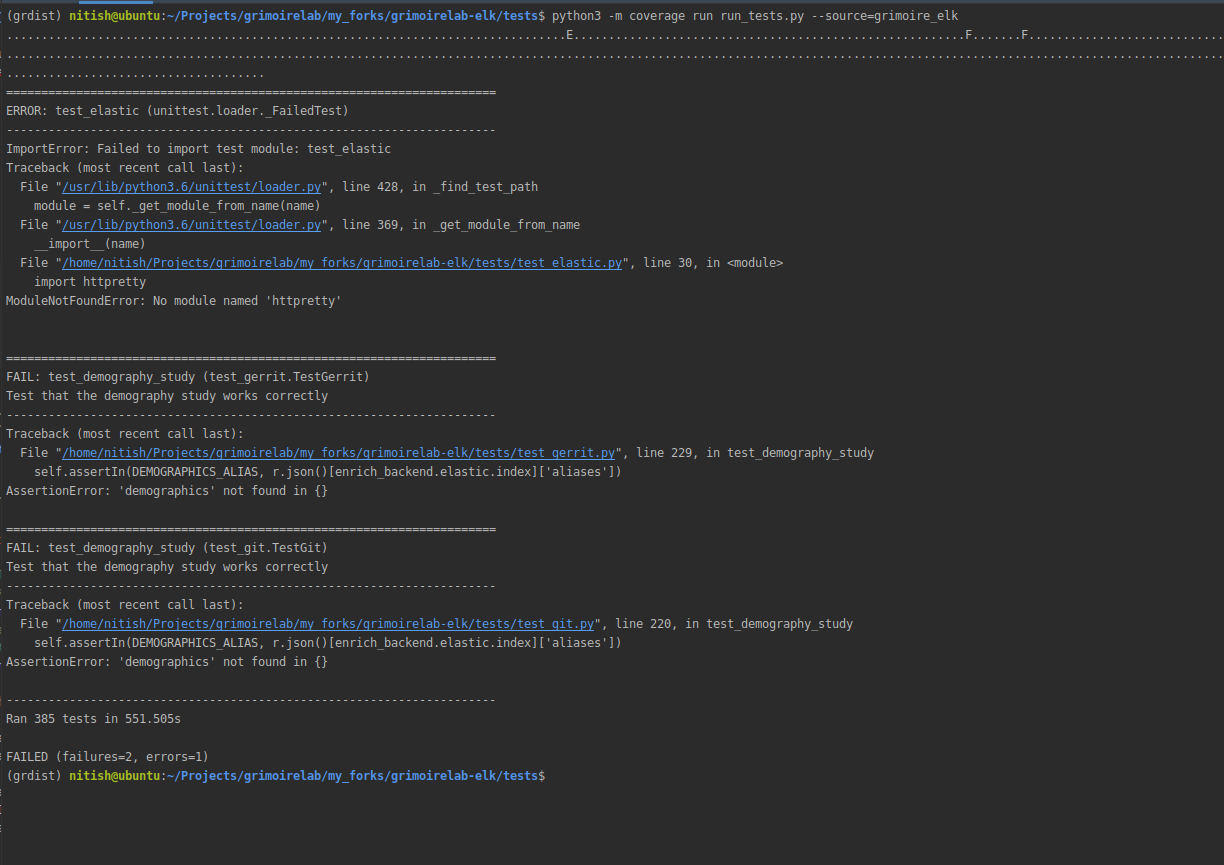 (grdist) nitish@ubuntu:~/Projects/grimoirelab/my_forks/grimoirelab-elk/tests$ python3 -m coverage run run_tests.py --source=grimoire_elk
................................................................................E........................................................F.......F............................
..............................................................................................................................................................................
.....................................
======================================================================
ERROR: test_elastic (unittest.loader._FailedTest)
----------------------------------------------------------------------
ImportError: Failed to import test module: test_elastic
Traceback (most recent call last):
  File "/usr/lib/python3.6/unittest/loader.py", line 428, in _find_test_path
    module = self._get_module_from_name(name)
  File "/usr/lib/python3.6/unittest/loader.py", line 369, in _get_module_from_name
    __import__(name)
  File "/home/nitish/Projects/grimoirelab/my_forks/grimoirelab-elk/tests/test_elastic.py", line 30, in <module>
    import httpretty
ModuleNotFoundError: No module named 'httpretty'
======================================================================
FAIL: test_demography_study (test_gerrit.TestGerrit)
Test that the demography study works correctly
----------------------------------------------------------------------
Traceback (most recent call last):
  File "/home/nitish/Projects/grimoirelab/my_forks/grimoirelab-elk/tests/test_gerrit.py", line 229, in test_demography_study
    self.assertIn(DEMOGRAPHICS_ALIAS, r.json()[enrich_backend.elastic.index]['aliases'])
AssertionError: 'demographics' not found in {}
======================================================================
FAIL: test_demography_study (test_git.TestGit)
Test that the demography study works correctly
----------------------------------------------------------------------
Traceback (most recent call last):
  File "/home/nitish/Projects/grimoirelab/my_forks/grimoirelab-elk/tests/test_git.py", line 220, in test_demography_study
    self.assertIn(DEMOGRAPHICS_ALIAS, r.json()[enrich_backend.elastic.index]['aliases'])
AssertionError: 'demographics' not found in {}
----------------------------------------------------------------------
Ran 385 tests in 551.505s
FAILED (failures=2, errors=1)
(grdist) nitish@ubuntu:~/Projects/grimoirelab/my_forks/grimoirelab-elk/tests$